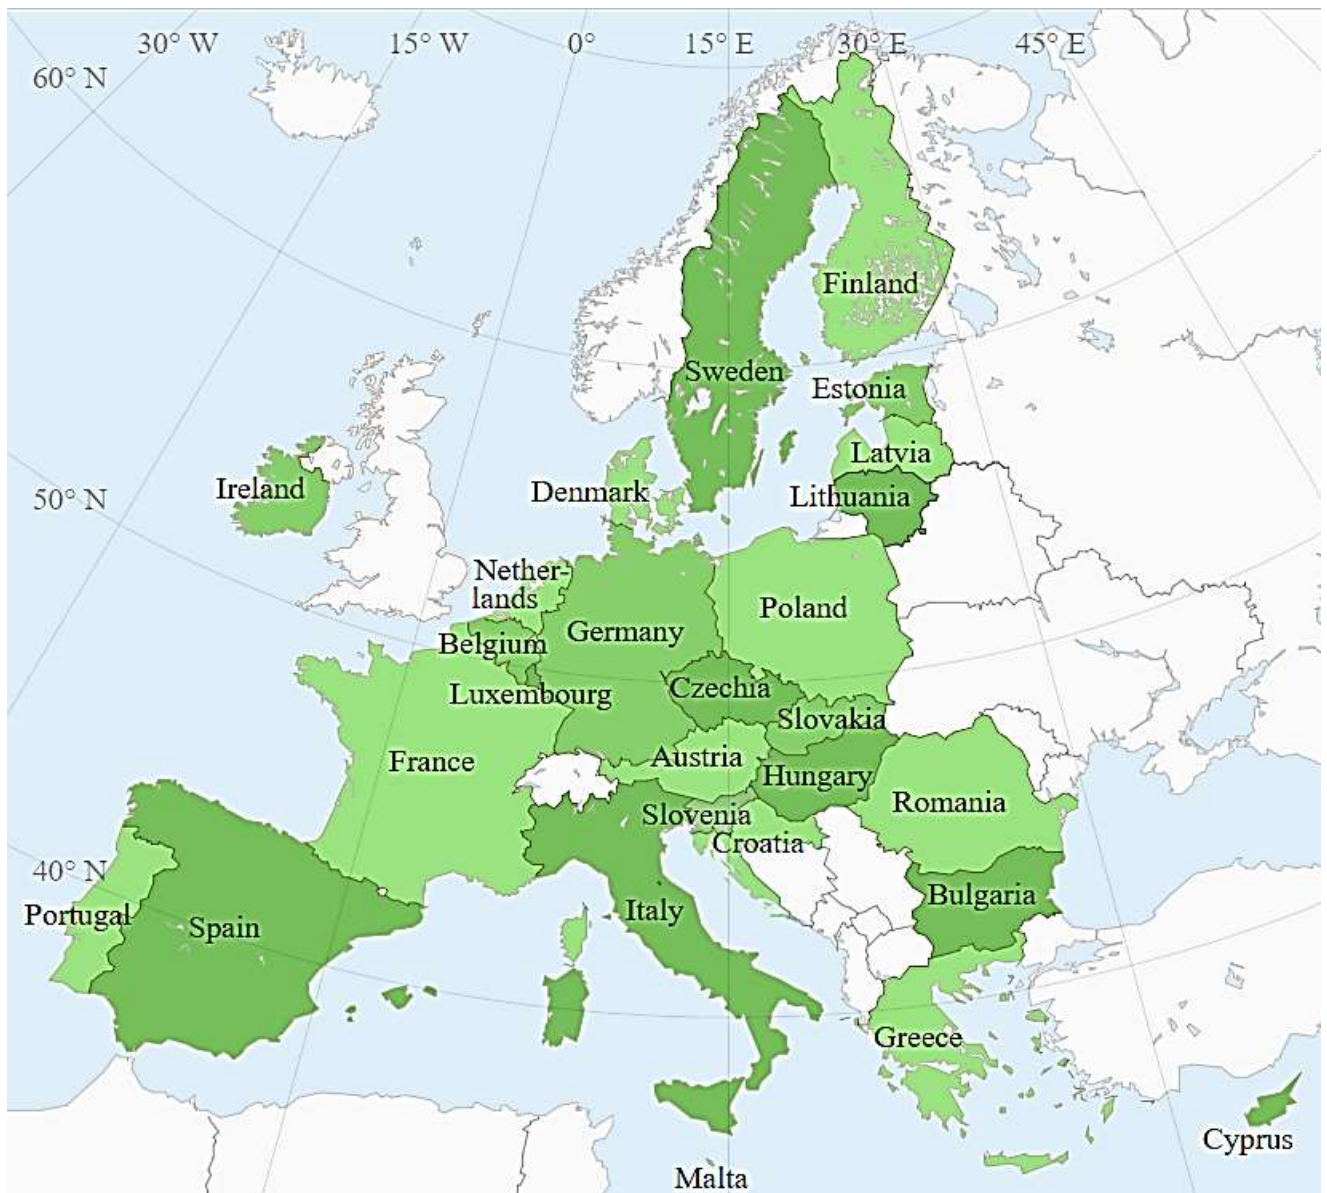 30° W
15° W
0°
15° E
30° E
45° E
60° N
Finland
Sweden
Estonia
Latvia
Ireland
Denmark
Lithuania
50° N
Nether-
lands
Poland
Germany
Belgium
Czechia
Luxembourg
Slovakia
Austria
France
Hungary
Romania
Slovenia
Croatia
40° N
Bulgaria
Portugal
Italy
Spain
Greece
Cyprus
Malta